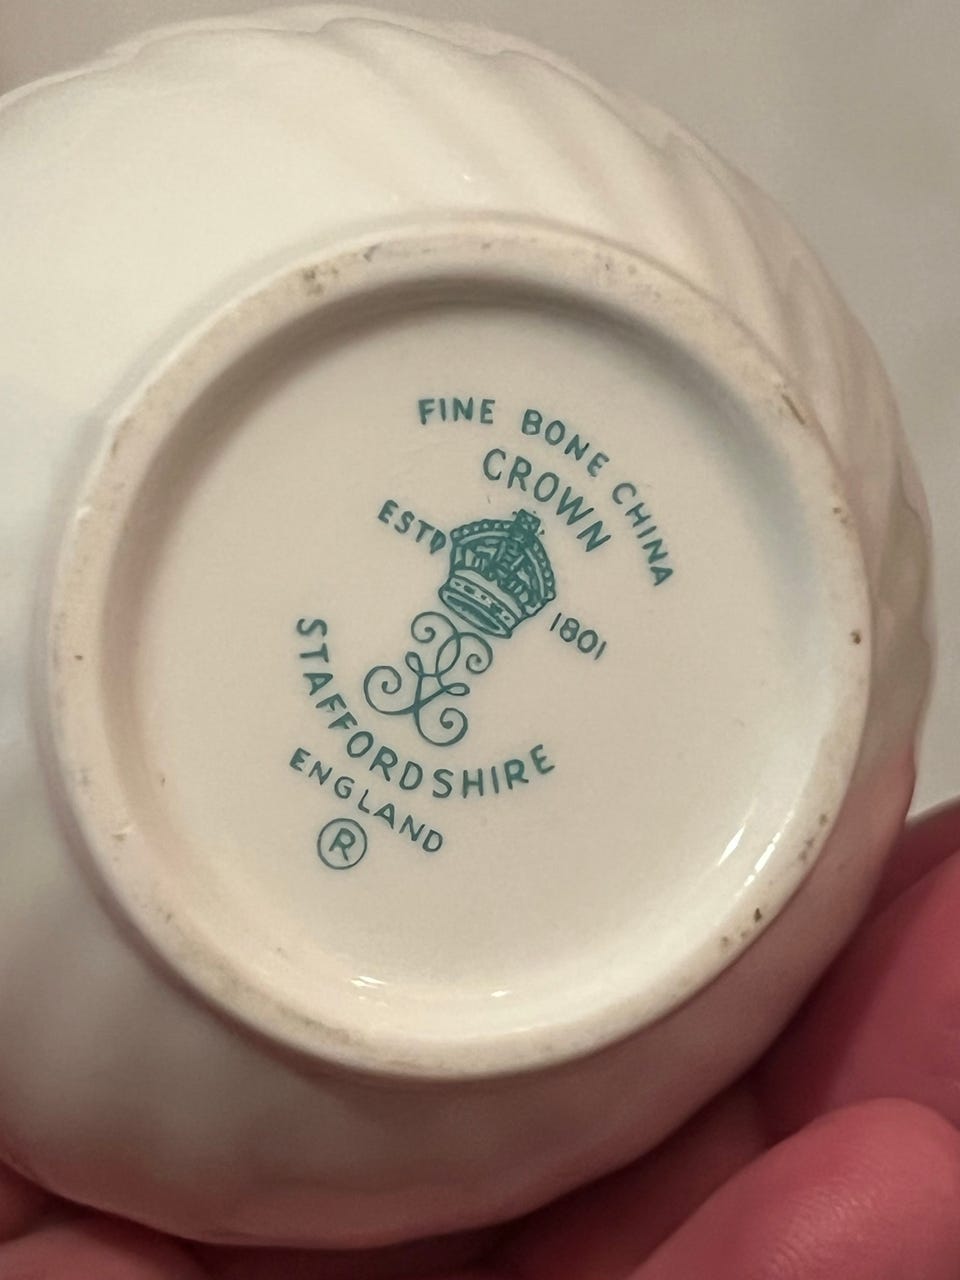 FINE BONE CHINA
CROWN
ESTD 1801
STAFFORDSHIRE
ENGLAND
®